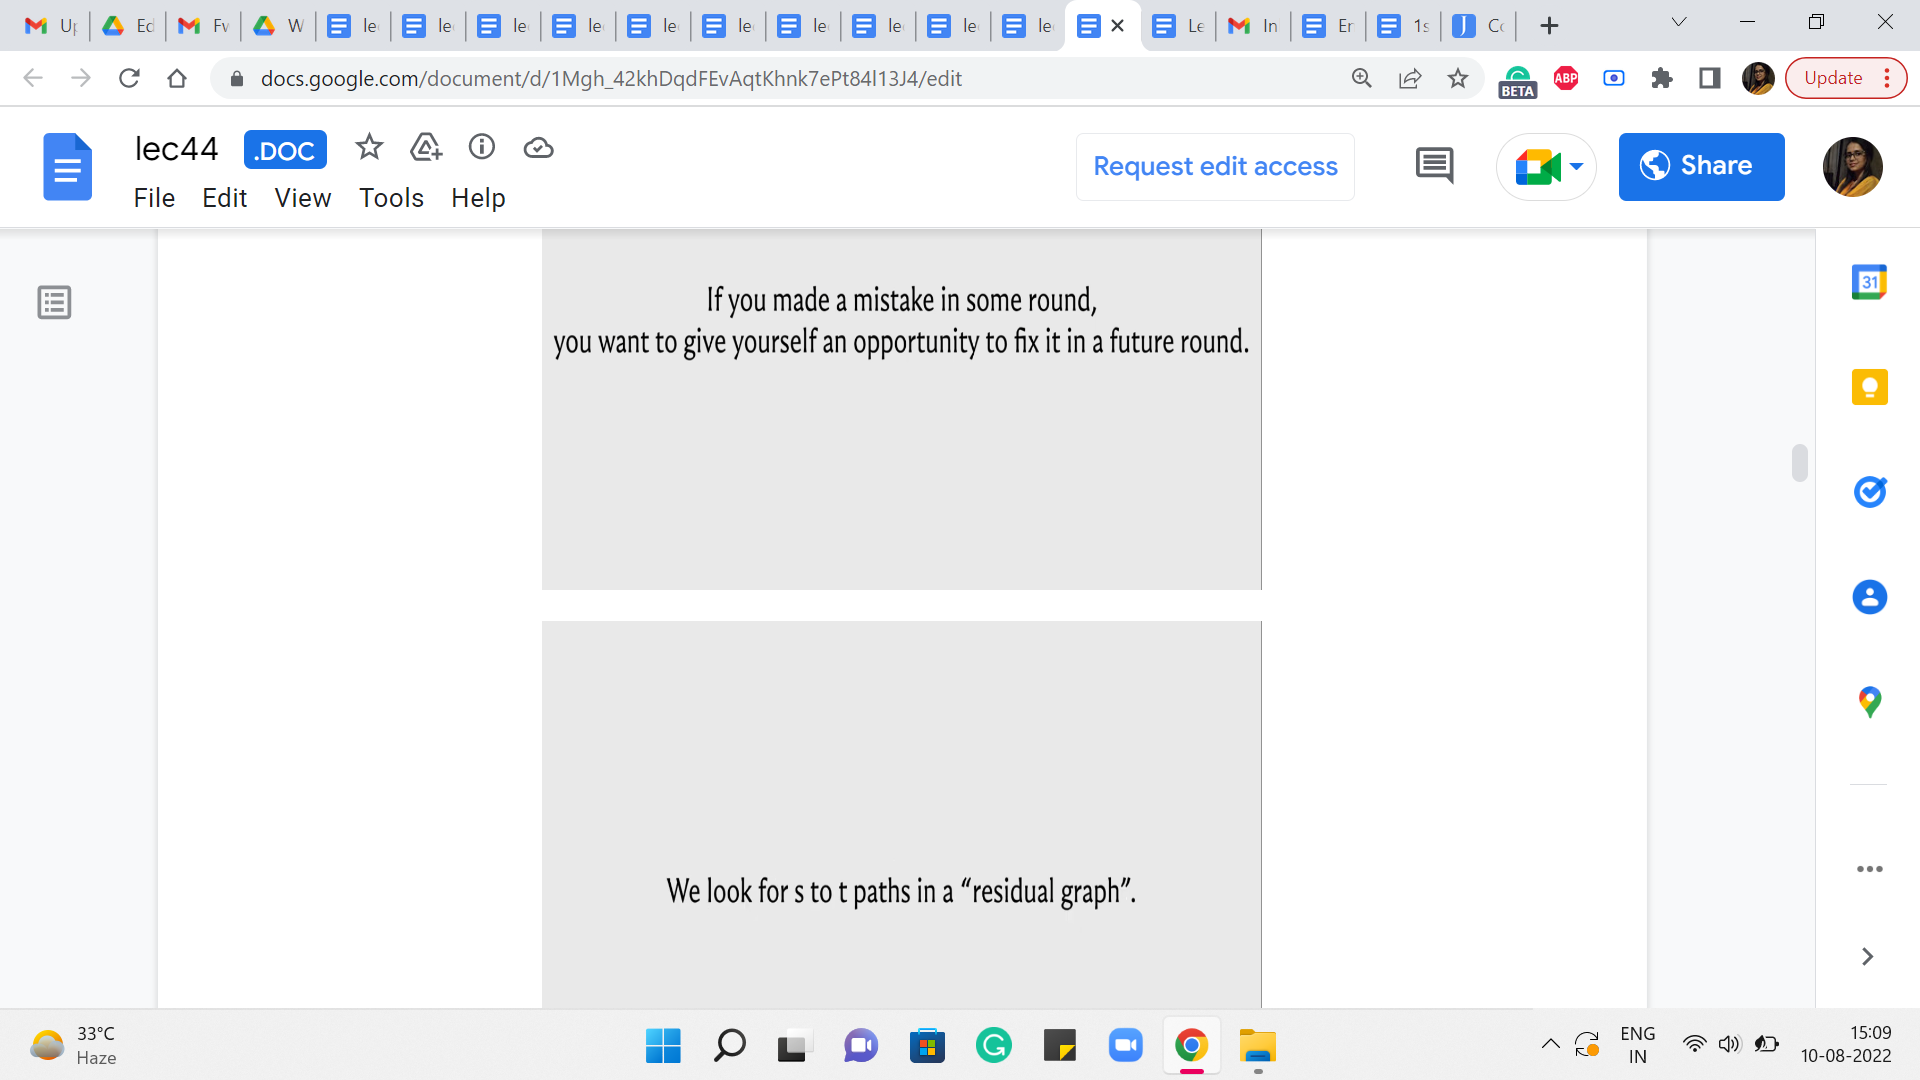 Up
Ed
Fw
W
le
le
le
le
le
le
le
le
le
le
Le
In
Er
1s
Co
docs.google.com/document/d/1Mgh_42khDqdFEvAqtKhnk7ePt84l13J4/edit
ABP
BETA
Update
lec44
.DOC
Request edit access
Share
File Edit View Tools Help
If you made a mistake in some round,
you want to give yourself an opportunity to fix it in a future round.
31
We look for s to t paths in a “residual graph”.
33°C
Haze
ENG
IN
15:09
10-08-2022